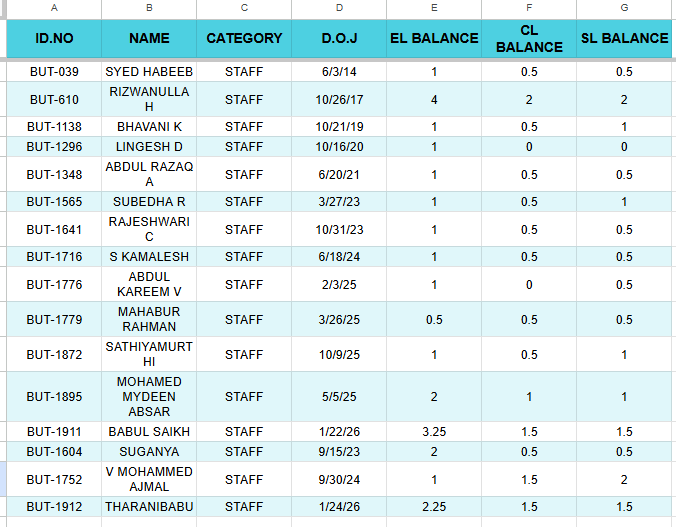 A B C D E F G
ID.NO NAME CATEGORY D.O.J EL BALANCE CL BALANCE SL BALANCE
BUT-039 SYED HABEEB STAFF 6/3/14 1 0.5 0.5
BUT-610 RIZWANULLA H STAFF 10/26/17 4 2 2
BUT-1138 BHAVANI K STAFF 10/21/19 1 0.5 1
BUT-1296 LINGESH D STAFF 10/16/20 1 0 0
BUT-1348 ABDUL RAZAQ A STAFF 6/20/21 1 0.5 0.5
BUT-1565 SUBEDHA R STAFF 3/27/23 1 0.5 1
BUT-1641 RAJESHWARI C STAFF 10/31/23 1 0.5 0.5
BUT-1716 S KAMALESH STAFF 6/18/24 1 0.5 0.5
BUT-1776 ABDUL KAREEM V STAFF 2/3/25 1 0 0.5
BUT-1779 MAHABUR RAHMAN STAFF 3/26/25 0.5 0.5 0.5
BUT-1872 SATHIYAMURTHI STAFF 10/9/25 1 0.5 1
BUT-1895 MOHAMED MYDEEN ABSAR STAFF 5/5/25 2 1 1
BUT-1911 BABUL SAIKH STAFF 1/22/26 3.25 1.5 1.5
BUT-1604 SUGANYA STAFF 9/15/23 2 0.5 0.5
BUT-1752 V MOHAMMED AJMAL STAFF 9/30/24 1 1.5 2
BUT-1912 THARANIBABU STAFF 1/24/26 2.25 1.5 1.5